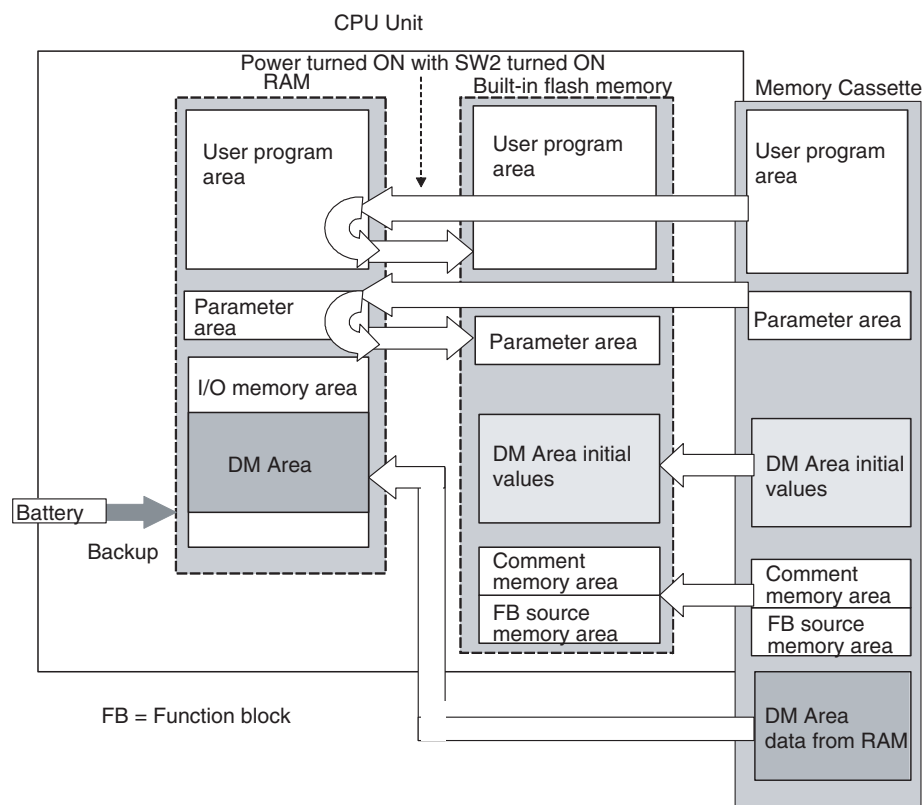 CPU Unit
Power turned ON with SW2 turned ON
RAM
Built-in flash memory
Memory Cassette
User program
area
User program
area
User program
area
Parameter
area
Parameter area
Parameter area
I/O memory area
DM Area
DM Area initial
values
DM Area initial
values
Battery
Backup
Comment
memory area
FB source
memory area
Comment
memory area
FB source
memory area
FB = Function block
DM Area
data from RAM